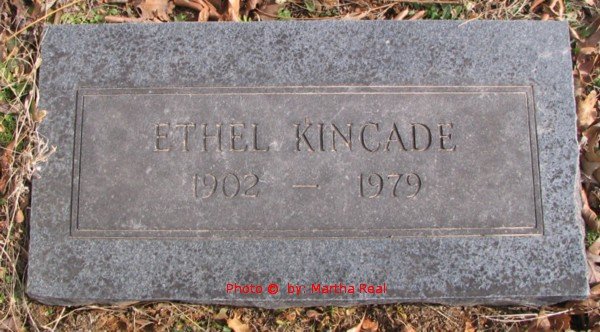 ETHEL KINCADE
1902 — 1979
Photo © by: Martha Real